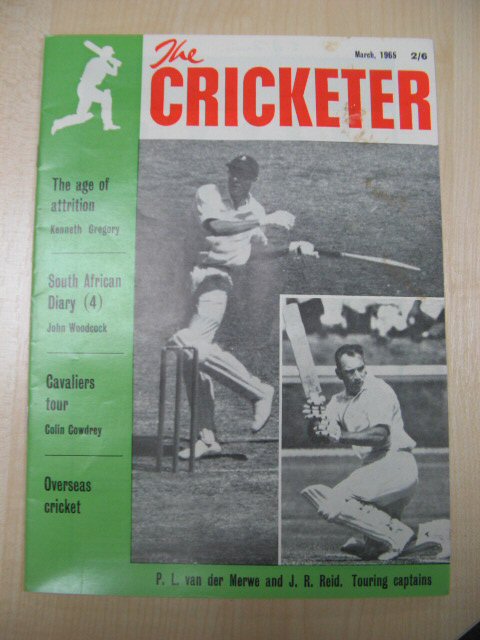 The
March, 1965 2/6
CRICKETER
The age of
attrition
Kenneth Gregory
South African
Diary (4)
John Woodcock
Cavaliers
tour
Colin Cowdrey
Overseas
cricket
P. L. van der Merwe and J. R. Reid. Touring captains